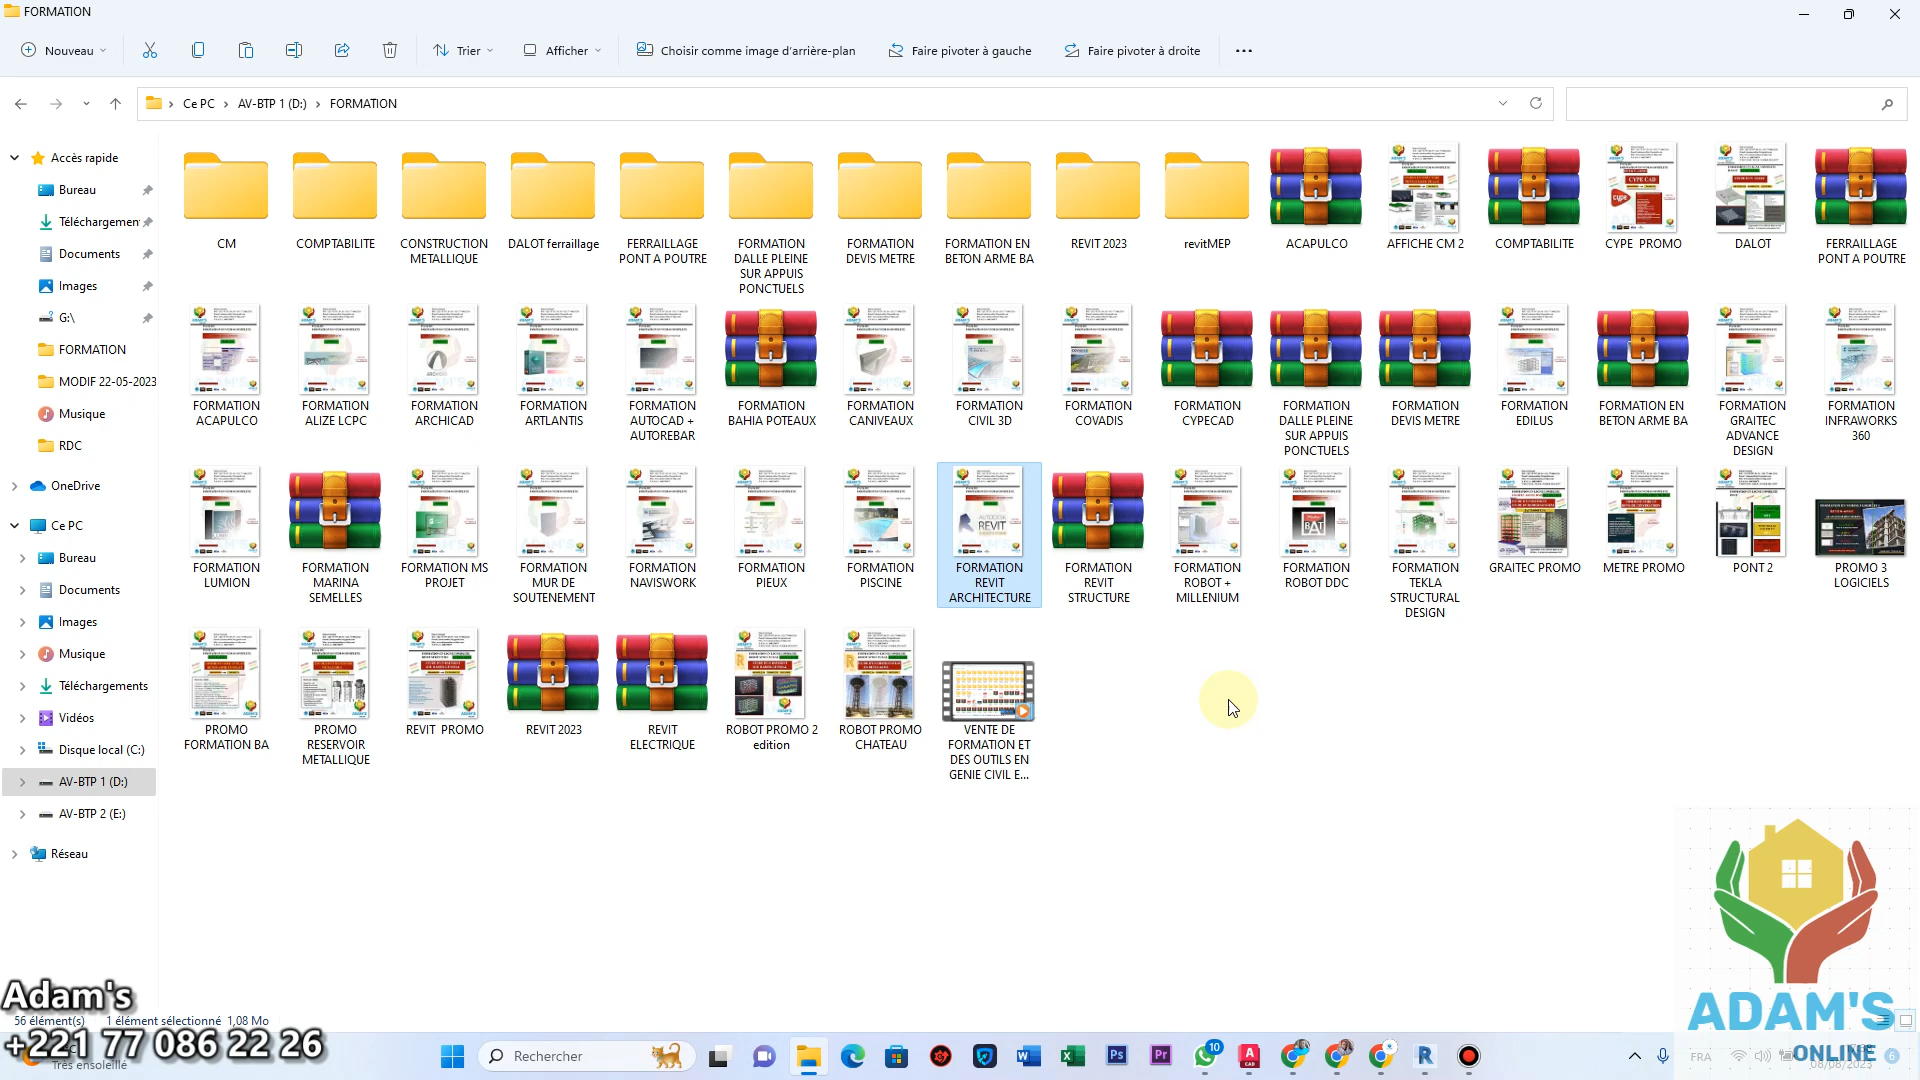 FORMATION
Nouveau
Trier
Afficher
Choisir comme image d'arrière-plan
Faire pivoter à gauche
Faire pivoter à droite
Ce PC
AV-BTP 1 (D:)
FORMATION
Accès rapide
Bureau
Téléchargemen
Documents
Images
G:\
FORMATION
MODIF 22-05-2023
Musique
RDC
OneDrive
Ce PC
Bureau
Documents
Images
Musique
Téléchargements
Vidéos
Disque local (C:)
AV-BTP 1 (D:)
AV-BTP 2 (E:)
Réseau
CM
COMPTABILITE
CONSTRUCTION
METALLIQUE
DALOT ferraillage
FERRAILLAGE
PONT A POUTRE
FORMATION
DALLE PLEINE
SUR APPUIS
PONCTUELS
FORMATION
DEVIS METRE
FORMATION EN
BETON ARME BA
REVIT 2023
revitMEP
ACAPULCO
AFFICHE CM 2
COMPTABILITE
CYPE PROMO
DALOT
FERRAILLAGE
PONT A POUTRE
FORMATION
ACAPULCO
FORMATION
ALIZE LCPC
FORMATION
ARCHICAD
FORMATION
ARTLANTIS
FORMATION
AUTOCAD +
AUTOREBAR
FORMATION
BAHIA POTEAUX
FORMATION
CANIVEAUX
FORMATION
CIVIL 3D
FORMATION
COVADIS
FORMATION
CYPECAD
FORMATION
DALLE PLEINE
SUR APPUIS
PONCTUELS
FORMATION
DEVIS METRE
FORMATION
EDILUS
FORMATION EN
BETON ARME BA
FORMATION
GRAITEC
ADVANCE
DESIGN
FORMATION
INFRAWORKS
360
FORMATION
LUMION
FORMATION
MARINA
SEMELLES
FORMATION MS
PROJET
FORMATION
MUR DE
SOUTENEMENT
FORMATION
NAVISWORK
FORMATION
PIEUX
FORMATION
PISCINE
FORMATION
REVIT
ARCHITECTURE
FORMATION
REVIT
STRUCTURE
FORMATION
ROBOT +
MILLENIUM
FORMATION
ROBOT DDC
FORMATION
TEKLA
STRUCTURAL
DESIGN
GRAITEC PROMO
METRE PROMO
PONT 2
PROMO 3
LOGICIELS
PROMO
FORMATION BA
PROMO
RESERVOIR
METALLIQUE
REVIT PROMO
REVIT 2023
REVIT
ELECTRIQUE
ROBOT PROMO 2
edition
ROBOT PROMO
CHATEAU
VENTE DE
FORMATION ET
DES OUTILS EN
GENIE CIVIL E...
Adam's
56 élément(s)
1 élément sélectionné 1,08 Mo
+221 77 086 22 26
Très ensoleillé
Rechercher
10
FRA
08/08/2023
6
ADAM'S
ONLINE